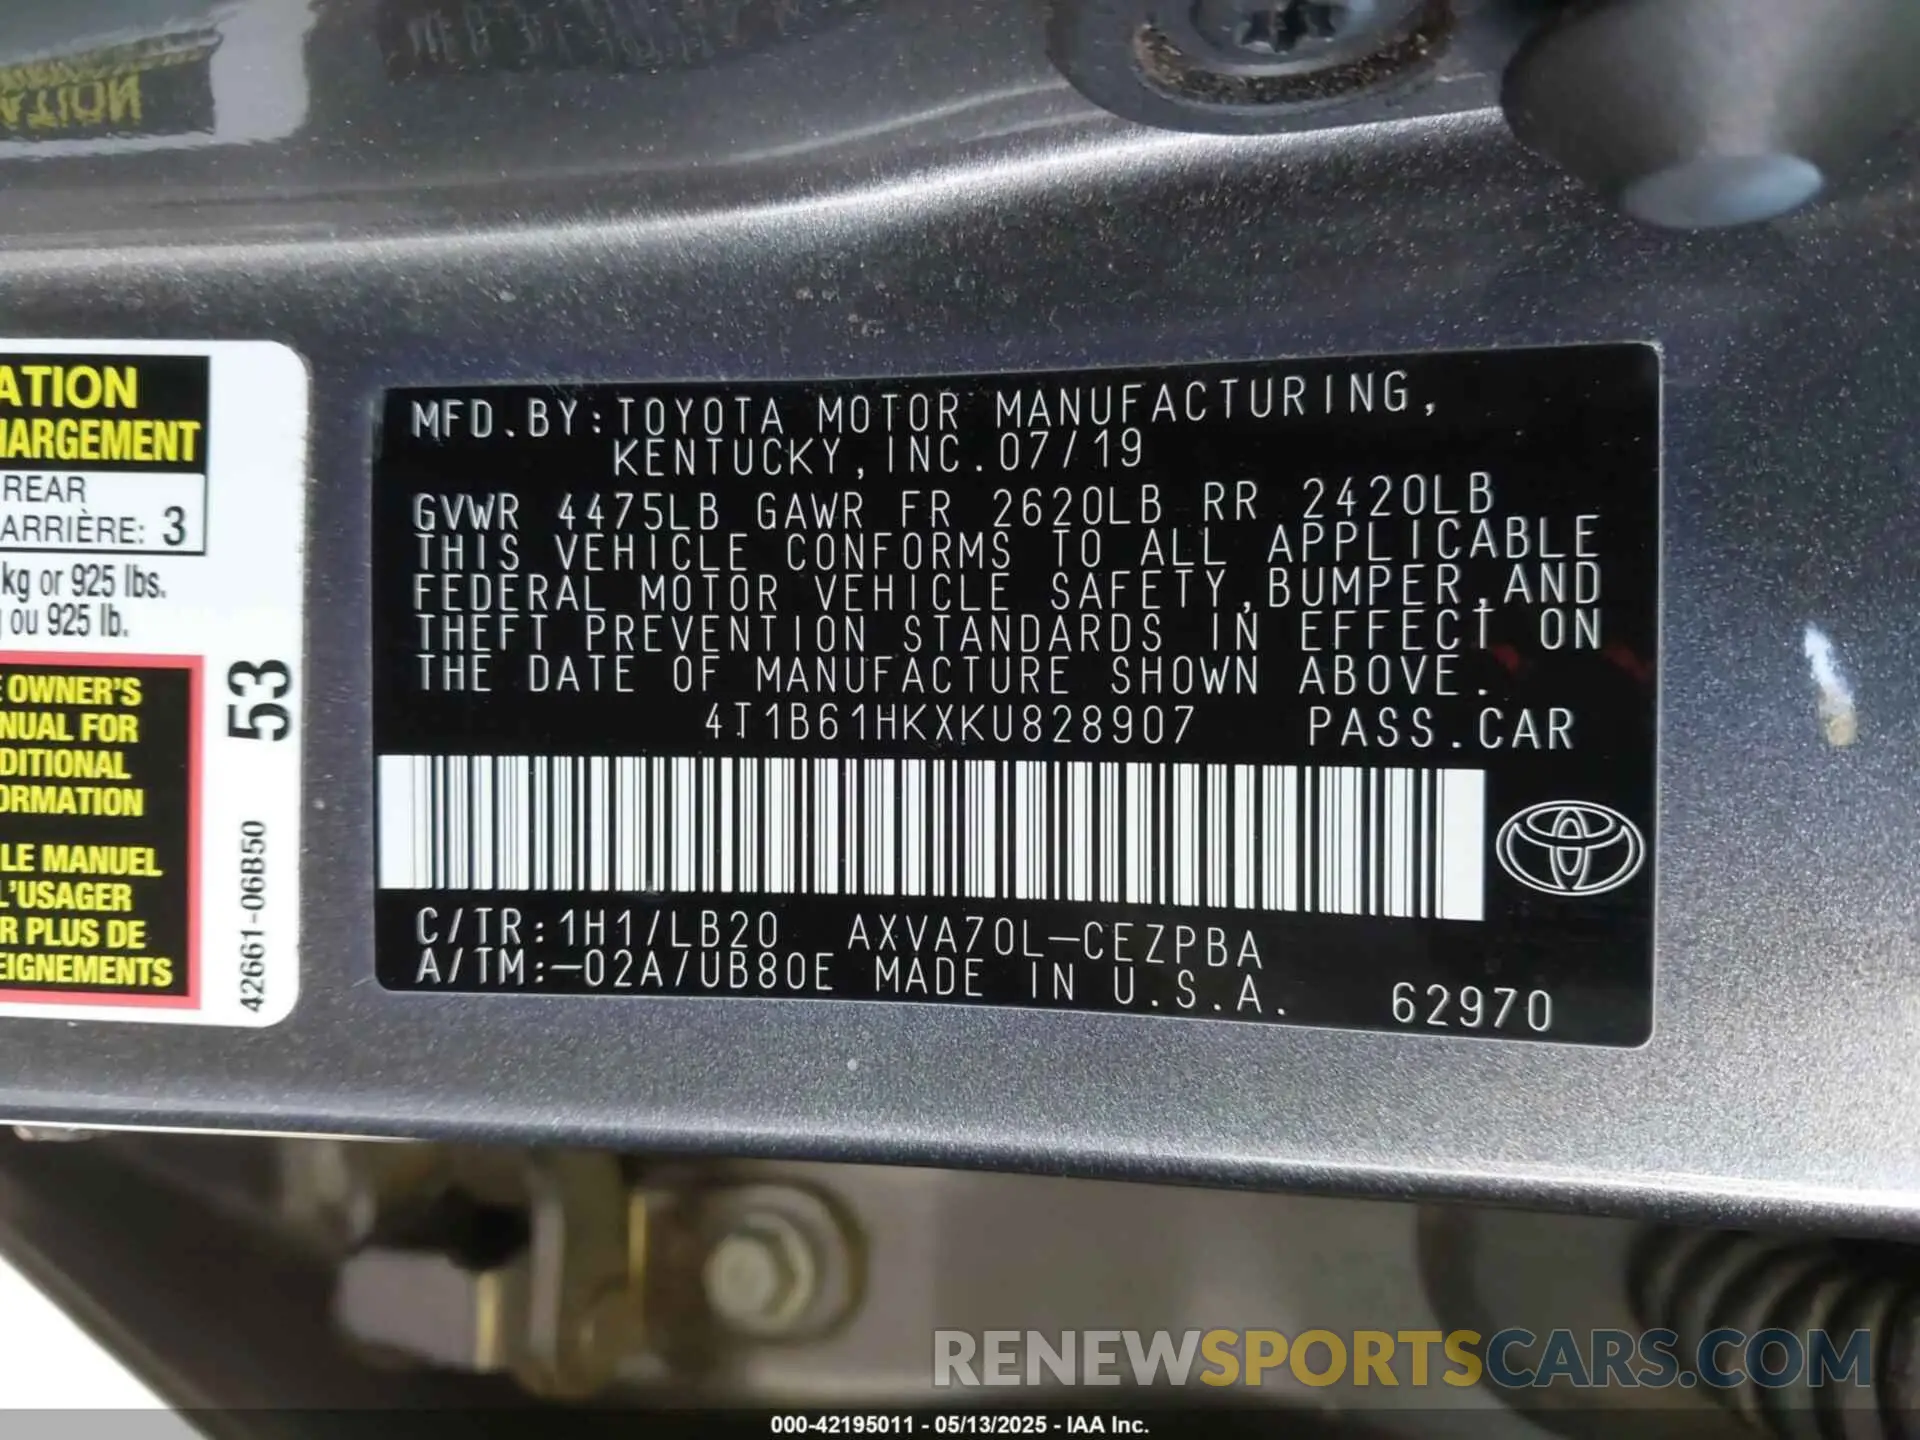 ATION
HARGEMENT
REAR
ARRIÈRE: 3
kg or 925 lbs.
ou 925 lb.
OWNER'S
NUAL FOR
DITIONAL
ORMATION
LE MANUEL
L'USAGER
R PLUS DE
EIGNEMENTS
53
42661-06B50
MFD.BY:TOYOTA MOTOR MANUFACTURING,
KENTUCKY,INC.07/19
GVWR 4475LB GAWR FR 2620LB RR 2420LB
THIS VEHICLE CONFORMS TO ALL APPLICABLE
FEDERAL MOTOR VEHICLE SAFETY,BUMPER,AND
THEFT PREVENTION STANDARDS IN EFFECT ON
THE DATE OF MANUFACTURE SHOWN ABOVE.
4T1B61HKXKU828907 PASS.CAR
C/TR:1H1/LB20 AXVA70L-CEZPBA
A/TM:-02A/UB80E MADE IN U.S.A. 62970
RENEWSPORTSCARS.COM
000-42195011 - 05/13/2025 - IAA Inc.